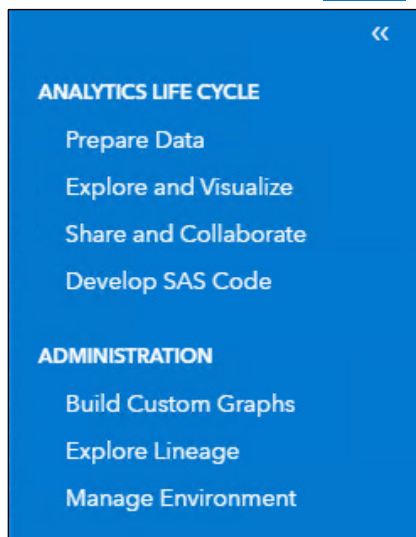 «
ANALYTICS LIFE CYCLE
Prepare Data
Explore and Visualize
Share and Collaborate
Develop SAS Code
ADMINISTRATION
Build Custom Graphs
Explore Lineage
Manage Environment